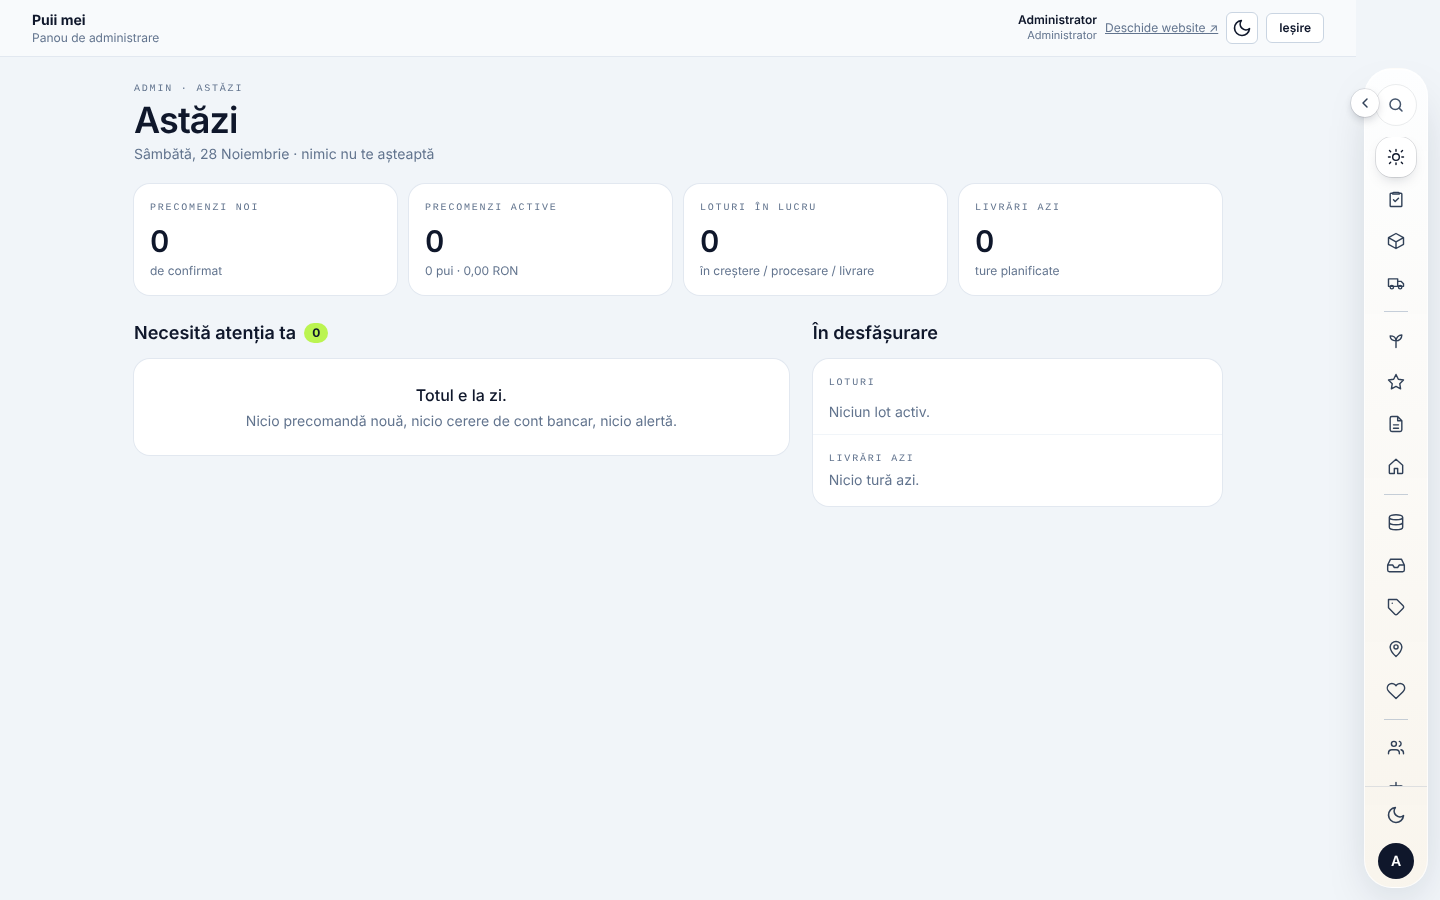 Puii mei
Panou de administrare
Administrator
Administrator
Deschide website ↗
Ieșire
ADMIN · ASTĂZI
Astăzi
Sâmbătă, 28 Noiembrie · nimic nu te așteaptă
PRECOMENZI NOI
0
de confirmat
PRECOMENZI ACTIVE
0
0 pui · 0,00 RON
LOTURI ÎN LUCRU
0
în creștere / procesare / livrare
LIVRĂRI AZI
0
ture planificate
Necesită atenția ta 0
Totul e la zi.
Nicio precomandă nouă, nicio cerere de cont bancar, nicio alertă.
În desfășurare
LOTURI
Niciun lot activ.
LIVRĂRI AZI
Nicio tură azi.
A